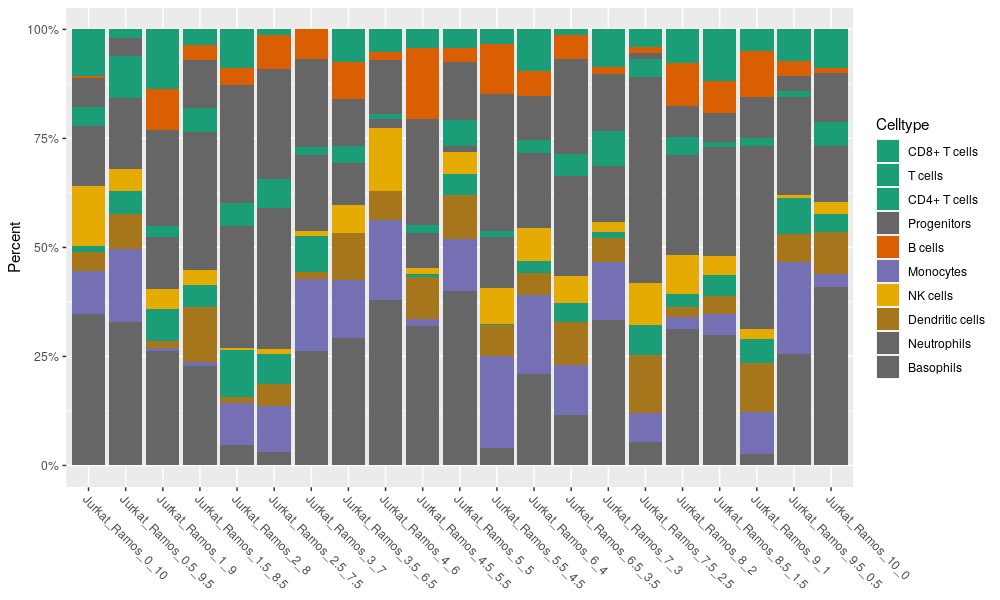 100%
75%
50%
25%
0%
Percent
Jurkat_Ramos_0_10
Jurkat_Ramos_0.5_9.5
Jurkat_Ramos_1_9
Jurkat_Ramos_1.5_8.5
Jurkat_Ramos_2_8
Jurkat_Ramos_2.5_7.5
Jurkat_Ramos_3_7
Jurkat_Ramos_3.5_6.5
Jurkat_Ramos_4_6
Jurkat_Ramos_4.5_5.5
Jurkat_Ramos_5_5
Jurkat_Ramos_5.5_4.5
Jurkat_Ramos_6_4
Jurkat_Ramos_6.5_3.5
Jurkat_Ramos_7_3
Jurkat_Ramos_7.5_2.5
Jurkat_Ramos_8_2
Jurkat_Ramos_8.5_1.5
Jurkat_Ramos_9_1
Jurkat_Ramos_9.5_0.5
Jurkat_Ramos_10_0
Celltype
CD8+ T cells
T cells
CD4+ T cells
Progenitors
B cells
Monocytes
NK cells
Dendritic cells
Neutrophils
Basophils